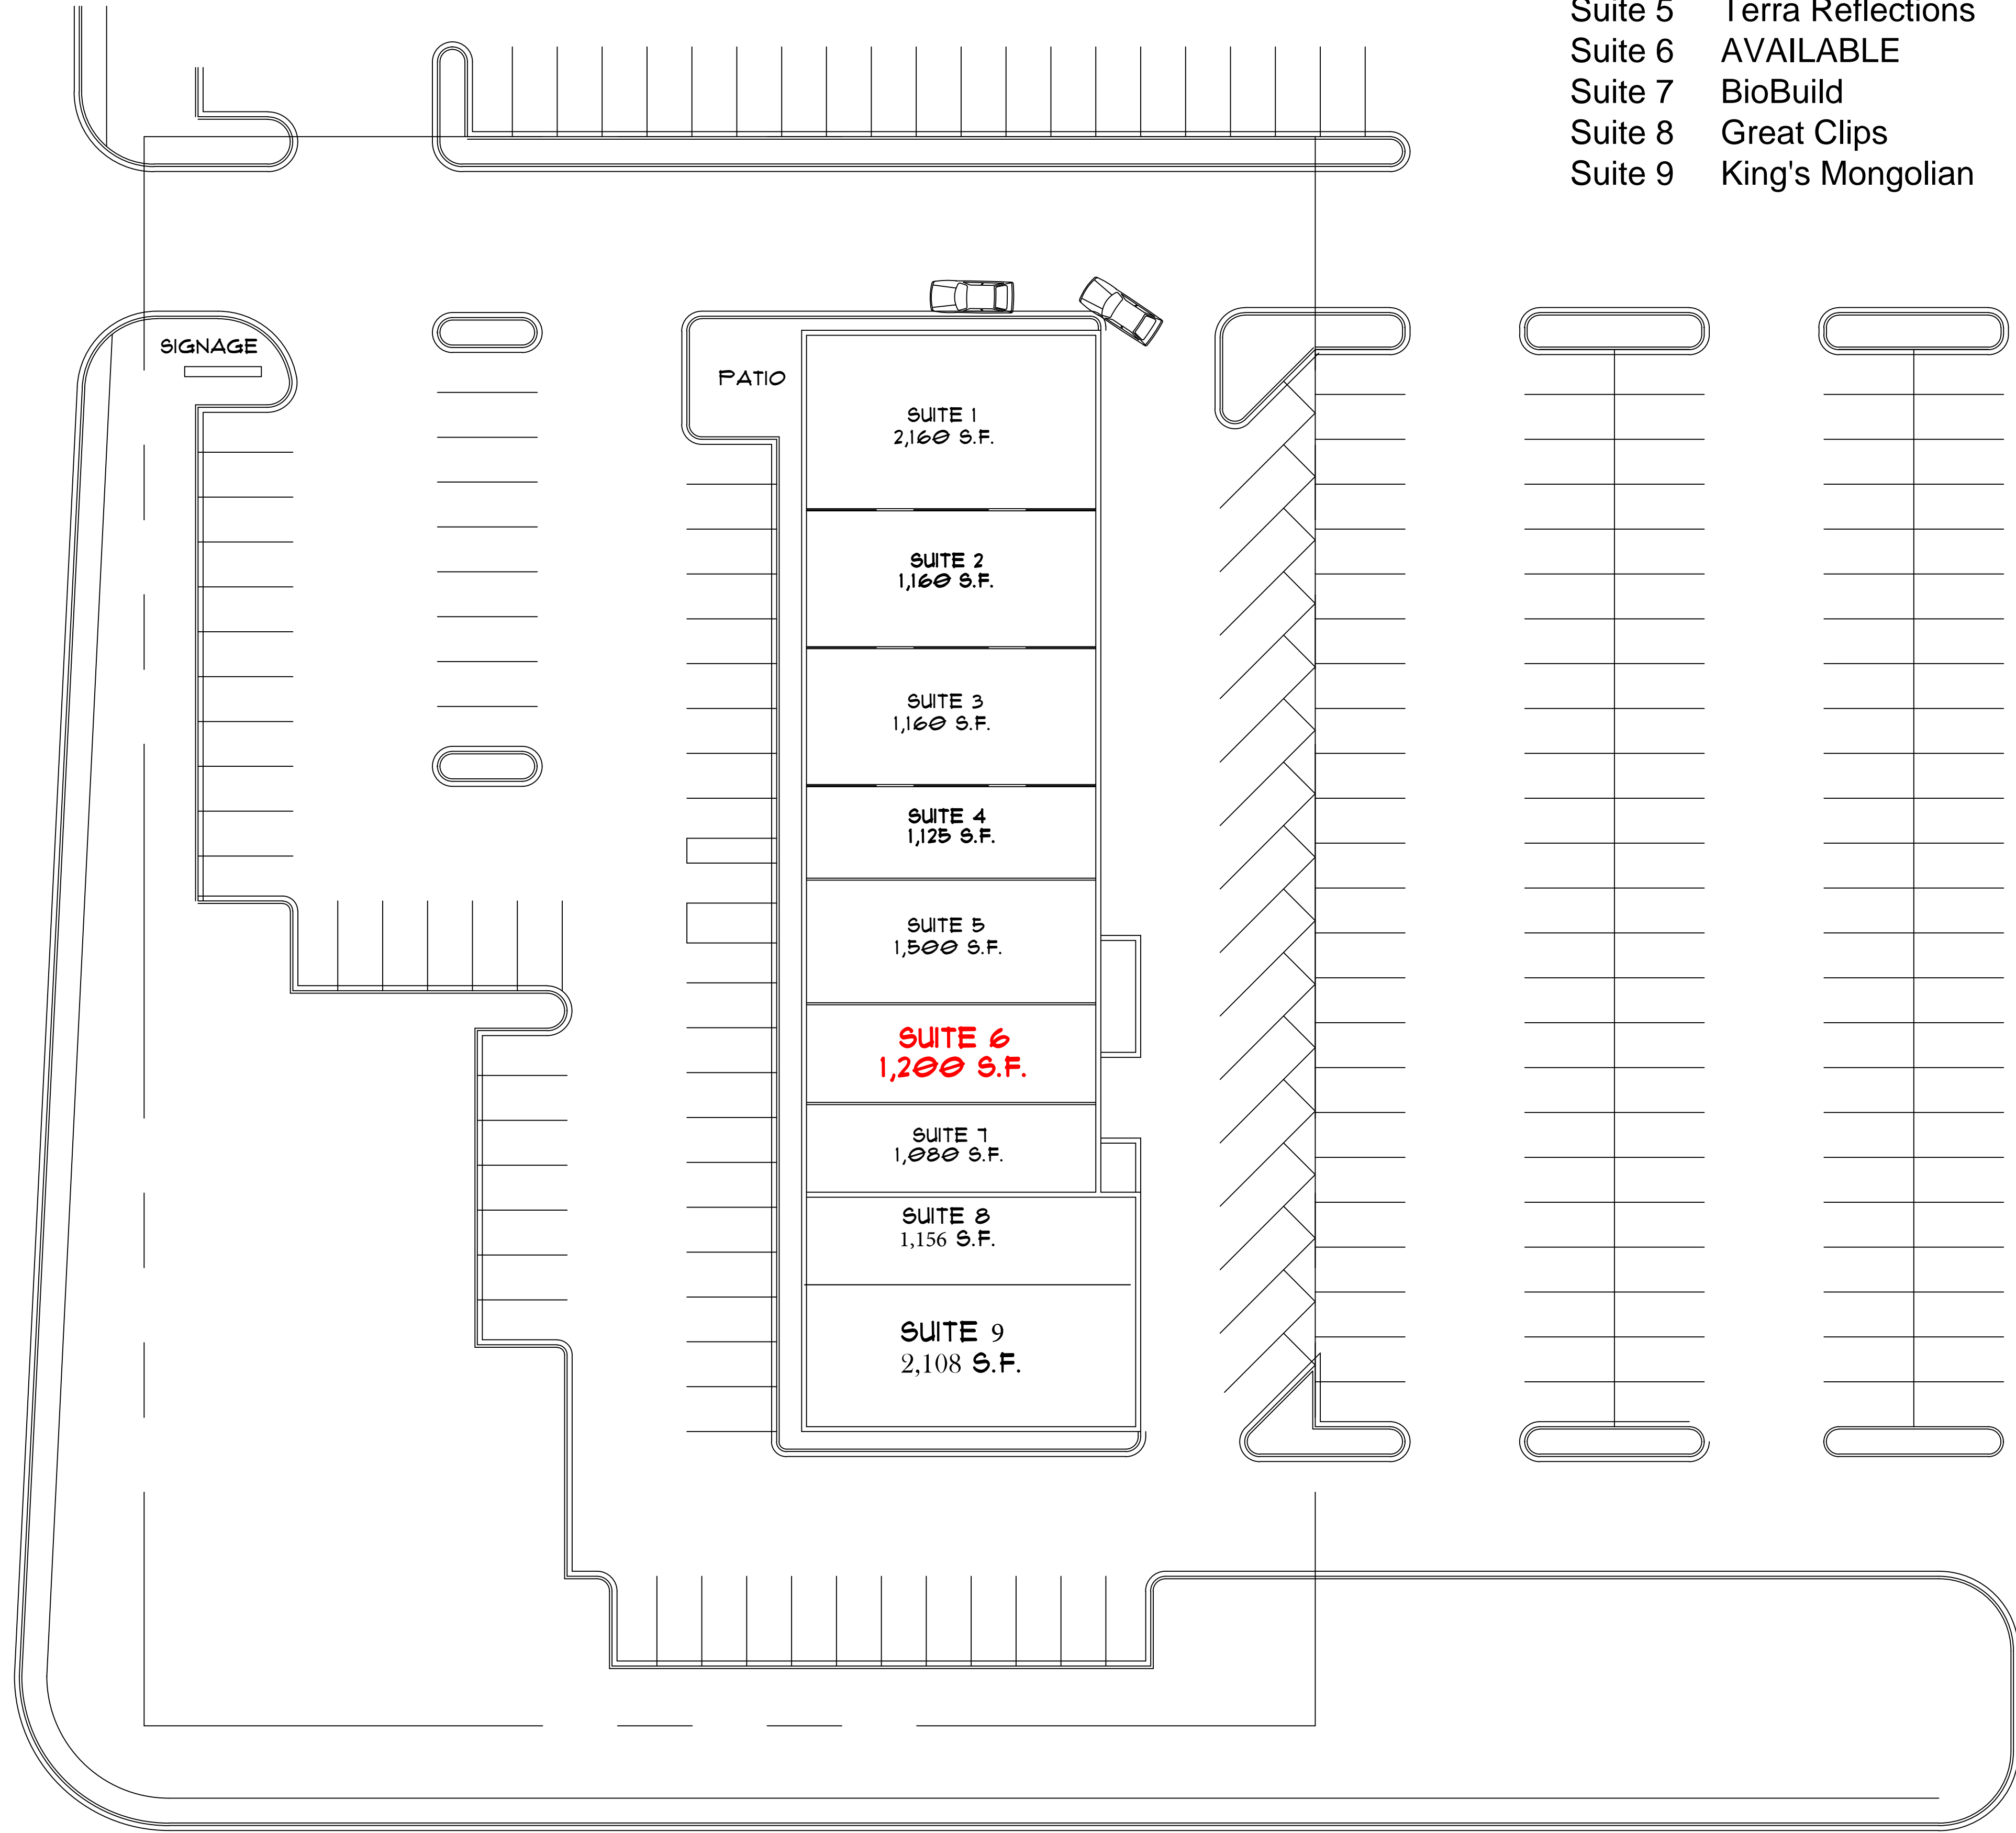 Suite 5 Terra Reflections
Suite 6 AVAILABLE
Suite 7 BioBuild
Suite 8 Great Clips
Suite 9 King's Mongolian
SIGNAGE
PATIO
SUITE 1
2,160 S.F.
SUITE 2
1,160 S.F.
SUITE 3
1,160 S.F.
SUITE 4
1,125 S.F.
SUITE 5
1,500 S.F.
SUITE 6
1,200 S.F.
SUITE 7
1,080 S.F.
SUITE 8
1,156 S.F.
SUITE 9
2,108 S.F.